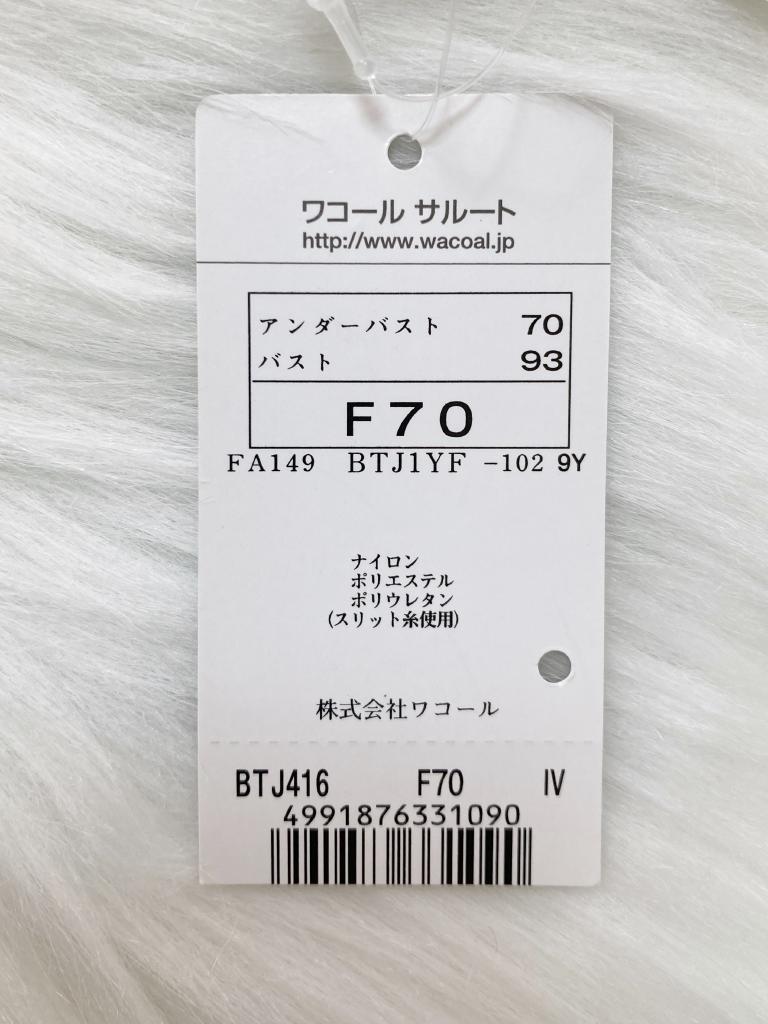 ワコール サルート
http://www.wacoal.jp
アンダーバスト 70
バスト 93
F70
FA149 BTJ1YF -102 9Y
ナイロン
ポリエステル
ポリウレタン
(スリット糸使用)
株式会社ワコール
BTJ416 F70 IV
4991876331090